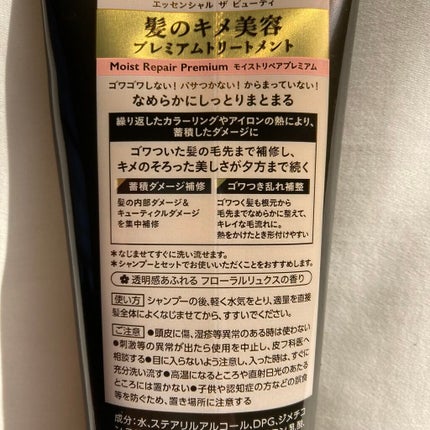 エッセンシャル ザ ビューティ
髪のキメ美容
プレミアムトリートメント
Moist Repair Premium モイストリペアプレミアム
ゴワゴワしない！パサつかない！からまっていない！
なめらかにしっとりまとまる
繰り返したカラーリングやアイロンの熱により、
蓄積したダメージに
ゴワついた髪の毛先まで補修し、
キメのそろった美しさが夕方まで続く
蓄積ダメージ補修
髪の内部ダメージ&
キューティクルダメージ
を集中補修
ゴワつき乱れ補整
ゴワつく髪も根元から
毛先までなめらかに整えて、
キレイな毛流れに。
熱をかけたとき形付けやすい
＊なじませてすぐに洗い流せます。
＊シャンプーとセットでお使いいただくことをおすすめします。
透明感あふれる フローラルリュクスの香り
使い方 シャンプーの後、軽く水気をとり、適量を直接
髪全体によくなじませてから、すすいでください。
ご注意 ●頭皮に傷、湿疹等異常のある時は使わない
●刺激等の異常が出たら使用を中止し、皮フ科医へ
相談する●目に入らないよう注意し、入った時は、すぐに
充分洗い流す●高温になるところや直射日光のあたる
ところには置かない●子供や認知症の方などの誤食
等を防ぐため、置き場所に注意する
成分：水、ステアリルアルコール、DPG、ジメチコ